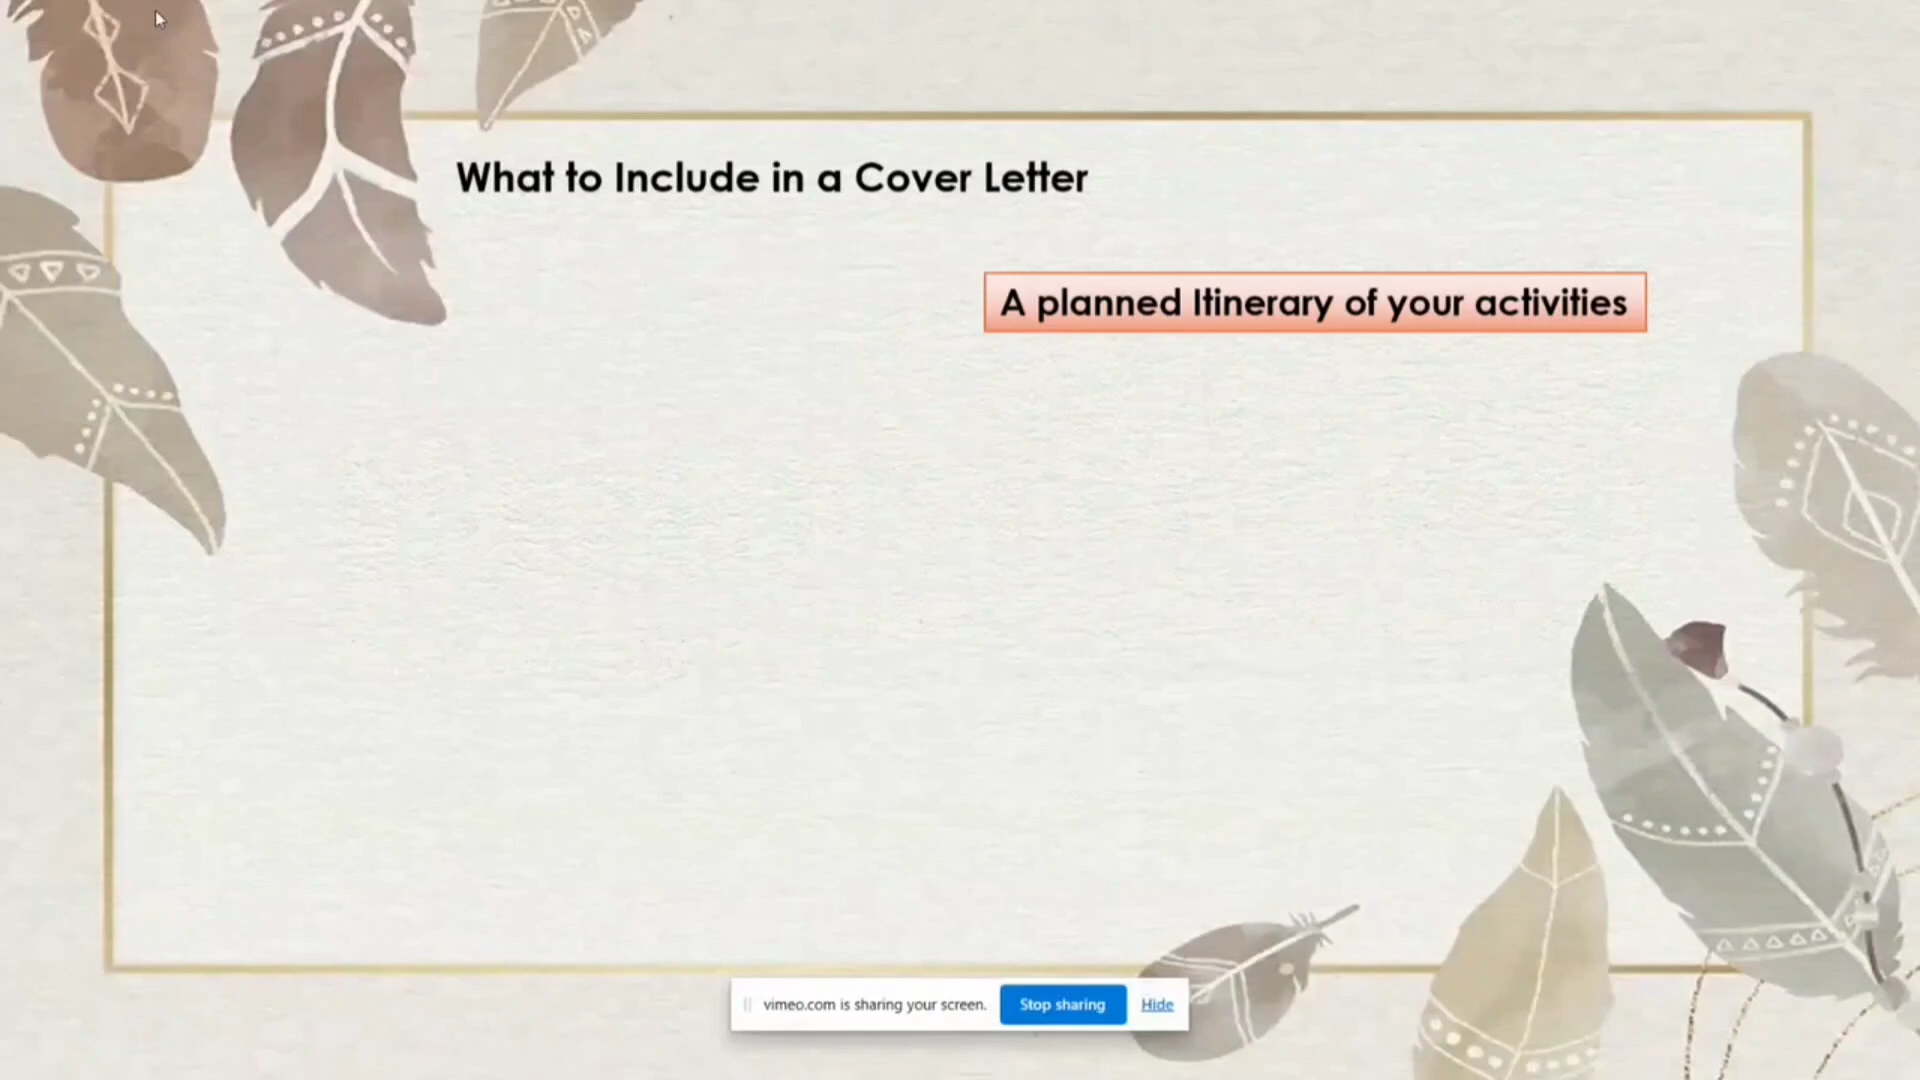 What to Include in a Cover Letter
A planned Itinerary of your activities
vimeo.com is sharing your screen. Stop sharing Hide